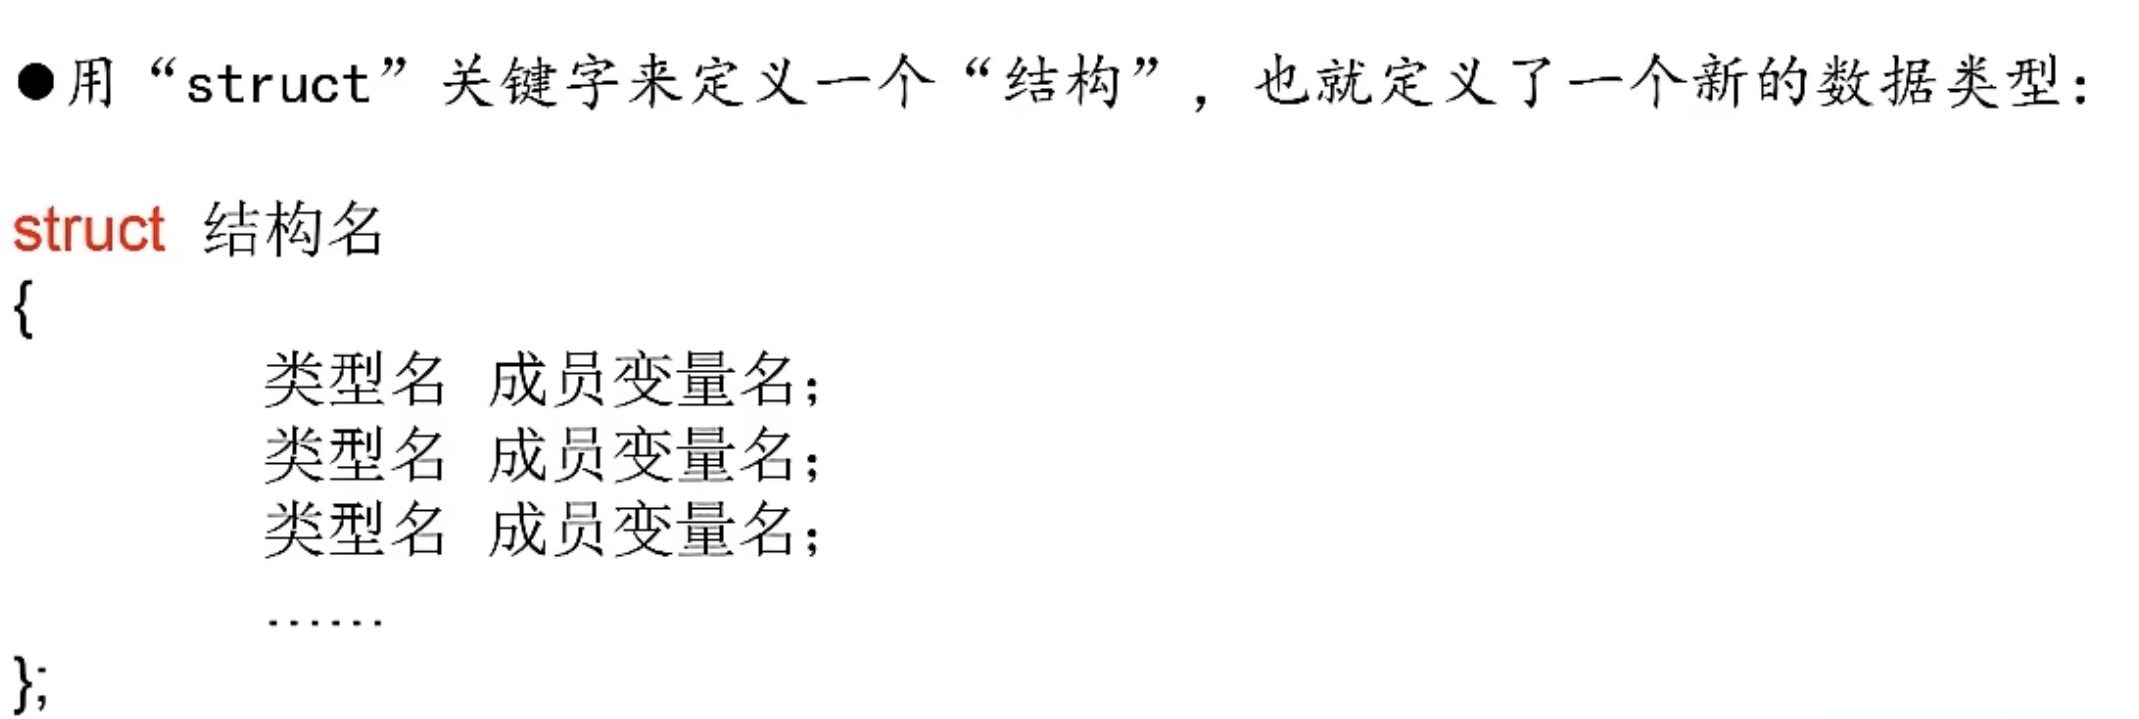 ●用“struct”关键字来定义一个“结构”，也就定义了一个新的数据类型：
struct 结构名
{
类型名 成员变量名；
类型名 成员变量名；
类型名 成员变量名；
……
};